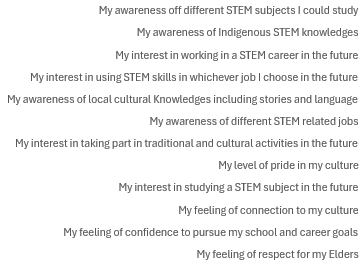 My awareness off different STEM subjects I could study
My awareness of Indigenous STEM knowledges
My interest in working in a STEM career in the future
My interest in using STEM skills in whichever job I choose in the future
My awareness of local cultural Knowledges including stories and language
My awareness of different STEM related jobs
My interest in taking part in traditional and cultural activities in the future
My level of pride in my culture
My interest in studying a STEM subject in the future
My feeling of connection to my culture
My feeling of confidence to pursue my school and career goals
My feeling of respect for my Elders